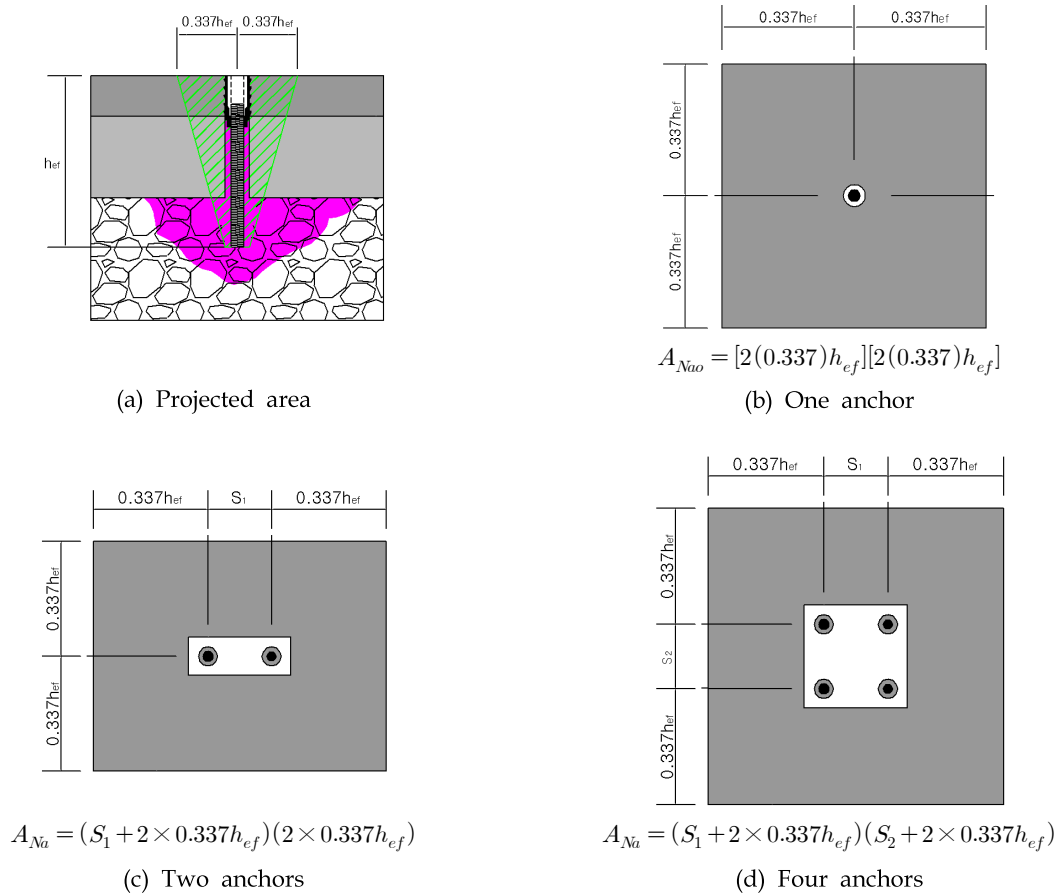 0.337hef 0.337hef
hef
(a) Projected area
0.337hef 0.337hef
0.337hef
0.337hef
A_Nao = [2(0.337)h_ef][2(0.337)h_ef]
(b) One anchor
0.337hef S1 0.337hef
0.337hef
0.337hef
A_Na = (S_1 + 2 × 0.337h_ef)(2 × 0.337h_ef)
(c) Two anchors
0.337hef S1 0.337hef
0.337hef
S2
0.337hef
A_Na = (S_1 + 2 × 0.337h_ef)(S_2 + 2 × 0.337h_ef)
(d) Four anchors